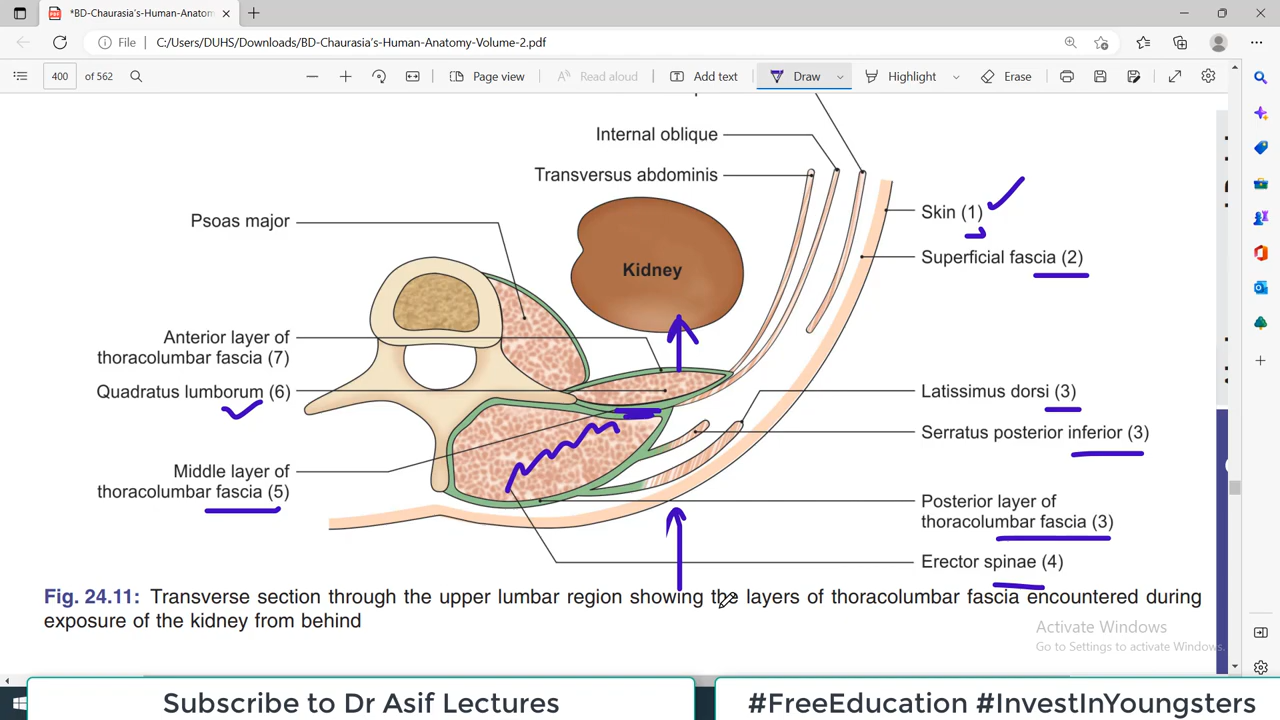 *BD-Chaurasia's-Human-Anatom
File
C:/Users/DUHS/Downloads/BD-Chaurasia's-Human-Anatomy-Volume-2.pdf
400 of 562
Page view
Read aloud
Add text
Draw
Highlight
Erase
Internal oblique
Transversus abdominis
Psoas major
Skin (1)
Superficial fascia (2)
Kidney
Anterior layer of
thoracolumbar fascia (7)
Quadratus lumborum (6)
Latissimus dorsi (3)
Serratus posterior inferior (3)
Middle layer of
thoracolumbar fascia (5)
Posterior layer of
thoracolumbar fascia (3)
Erector spinae (4)
Fig. 24.11: Transverse section through the upper lumbar region showing the layers of thoracolumbar fascia encountered during
exposure of the kidney from behind
Activate Windows
Go to Settings to activate Windows.
Subscribe to Dr Asif Lectures
#FreeEducation #InvestInYoungsters